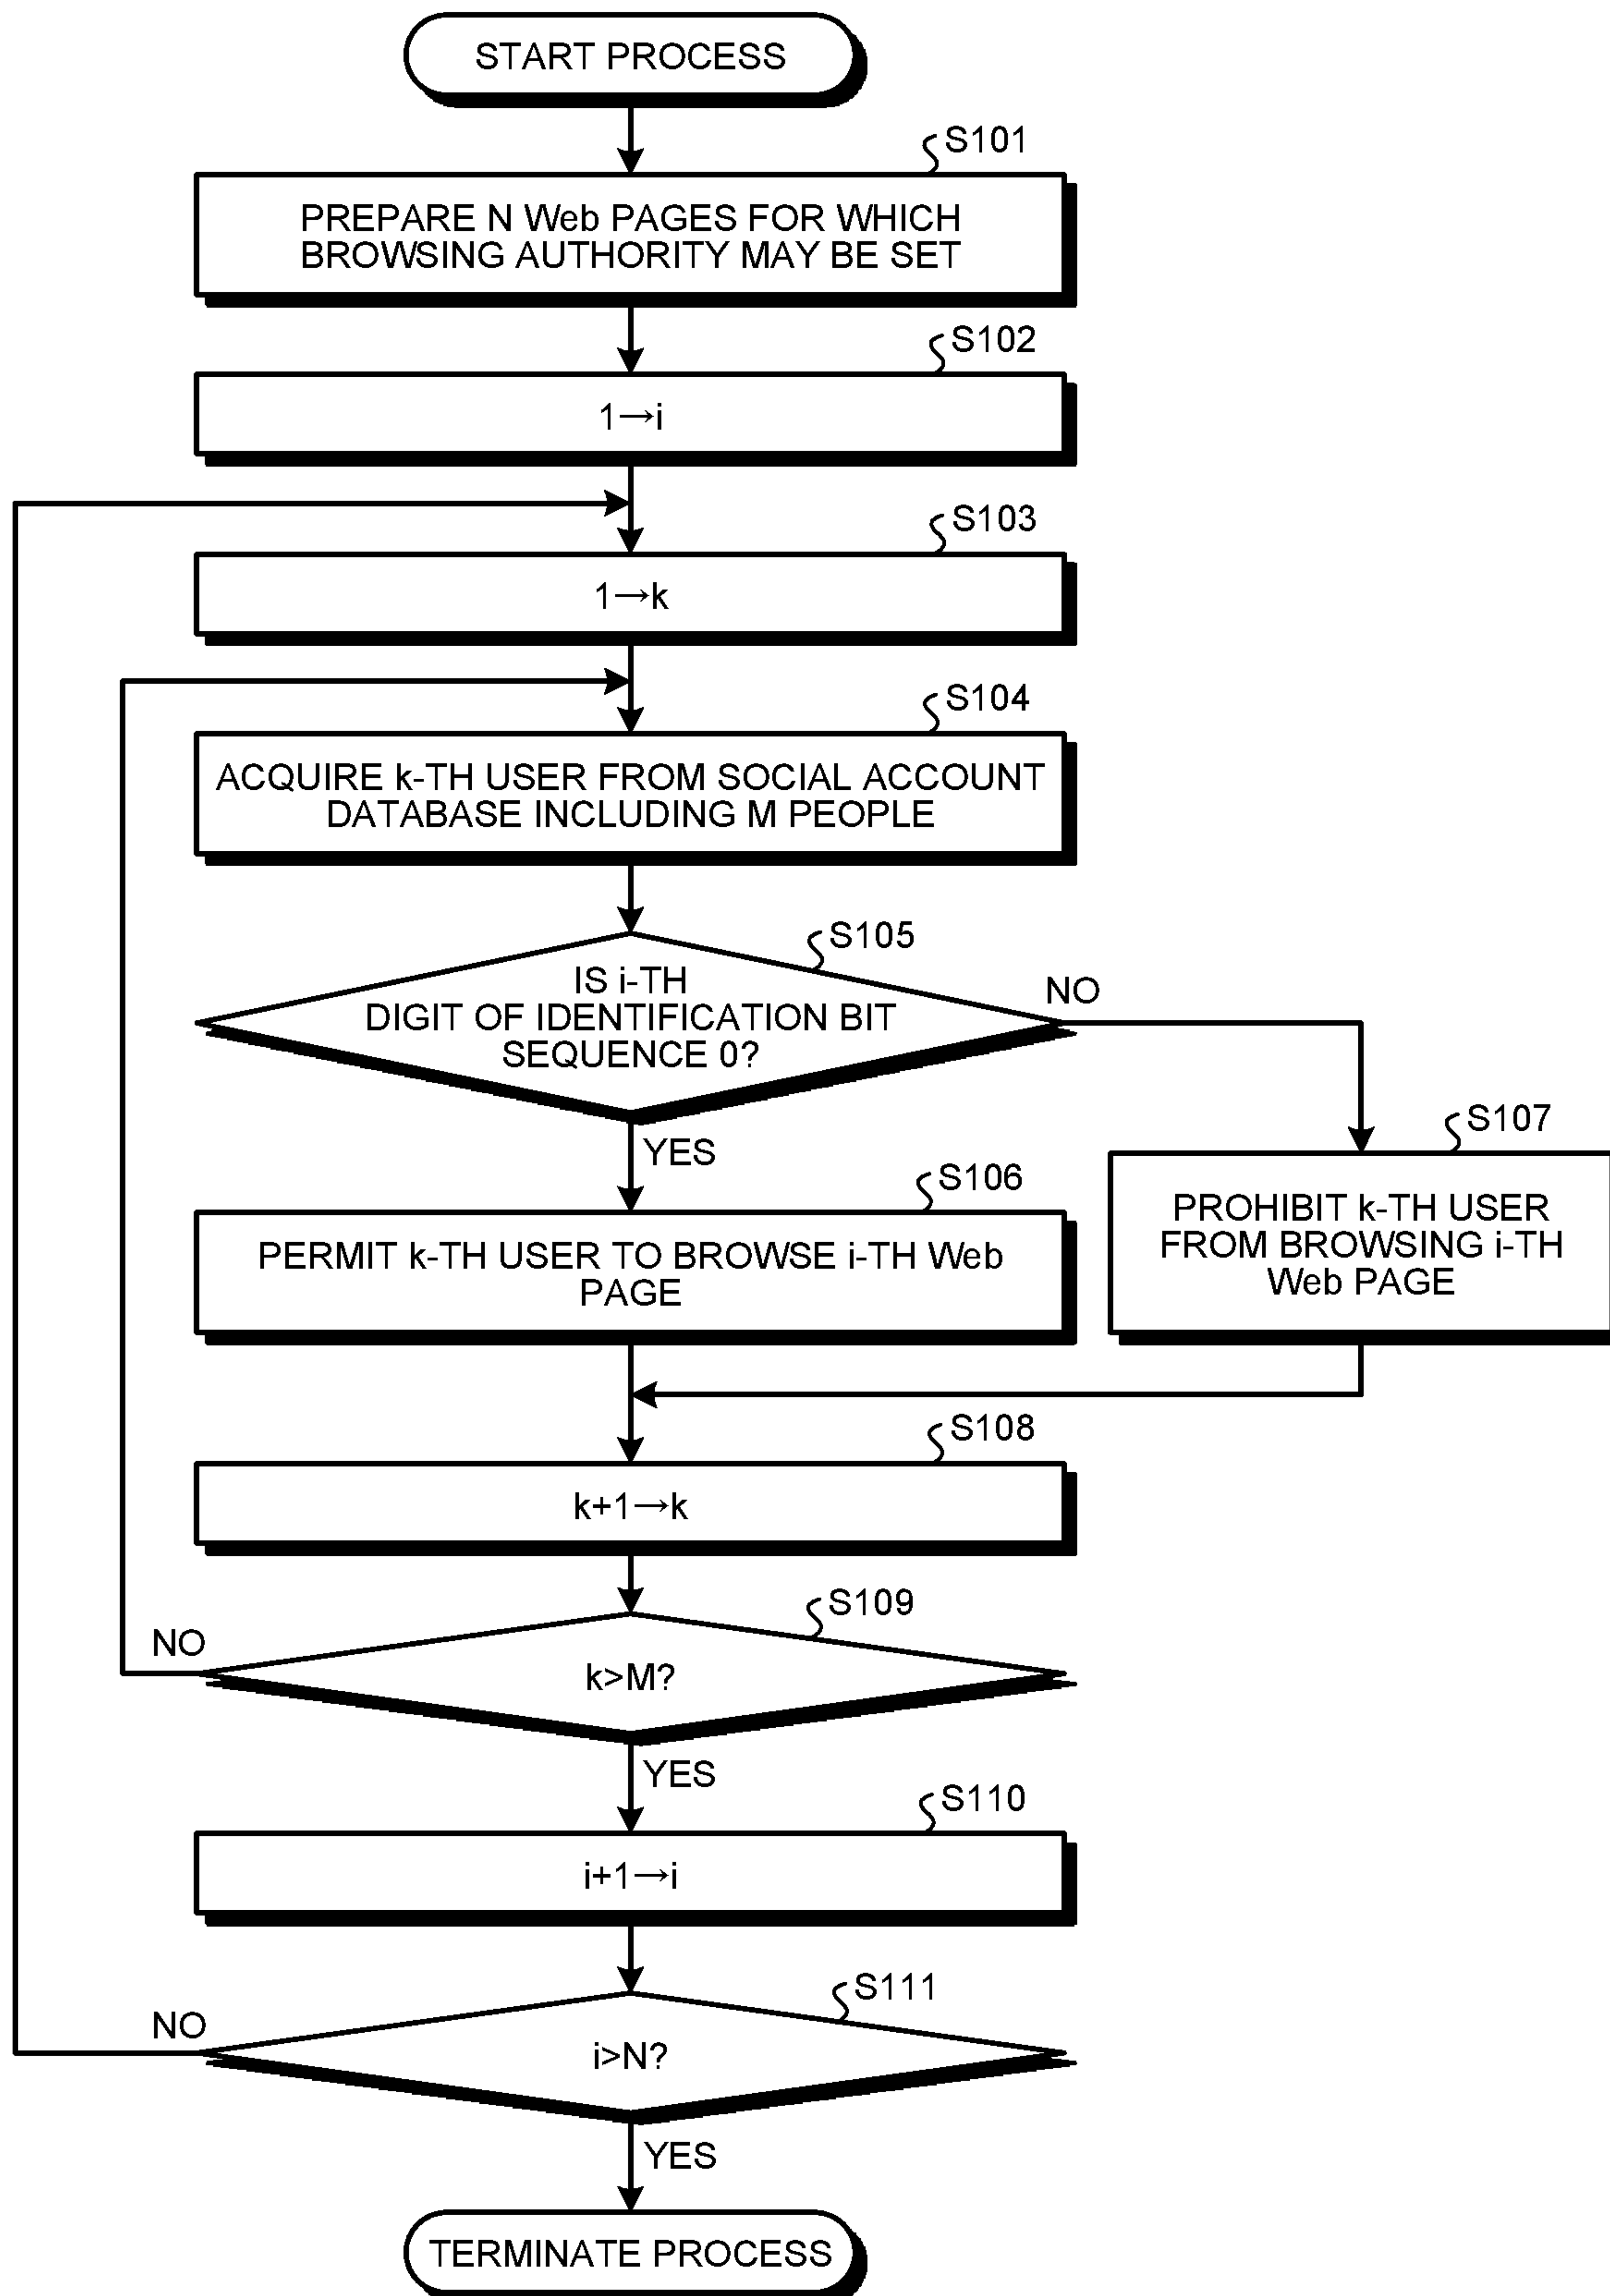 START PROCESS
S101
PREPARE N Web PAGES FOR WHICH
BROWSING AUTHORITY MAY BE SET
S102
1→i
S103
1→k
S104
ACQUIRE k-TH USER FROM SOCIAL ACCOUNT
DATABASE INCLUDING M PEOPLE
S105
IS i-TH
DIGIT OF IDENTIFICATION BIT
SEQUENCE 0?
NO
YES
S107
PROHIBIT k-TH USER
FROM BROWSING i-TH
Web PAGE
S106
PERMIT k-TH USER TO BROWSE i-TH Web
PAGE
S108
k+1→k
S109
NO
k>M?
YES
S110
i+1→i
S111
NO
i>N?
YES
TERMINATE PROCESS